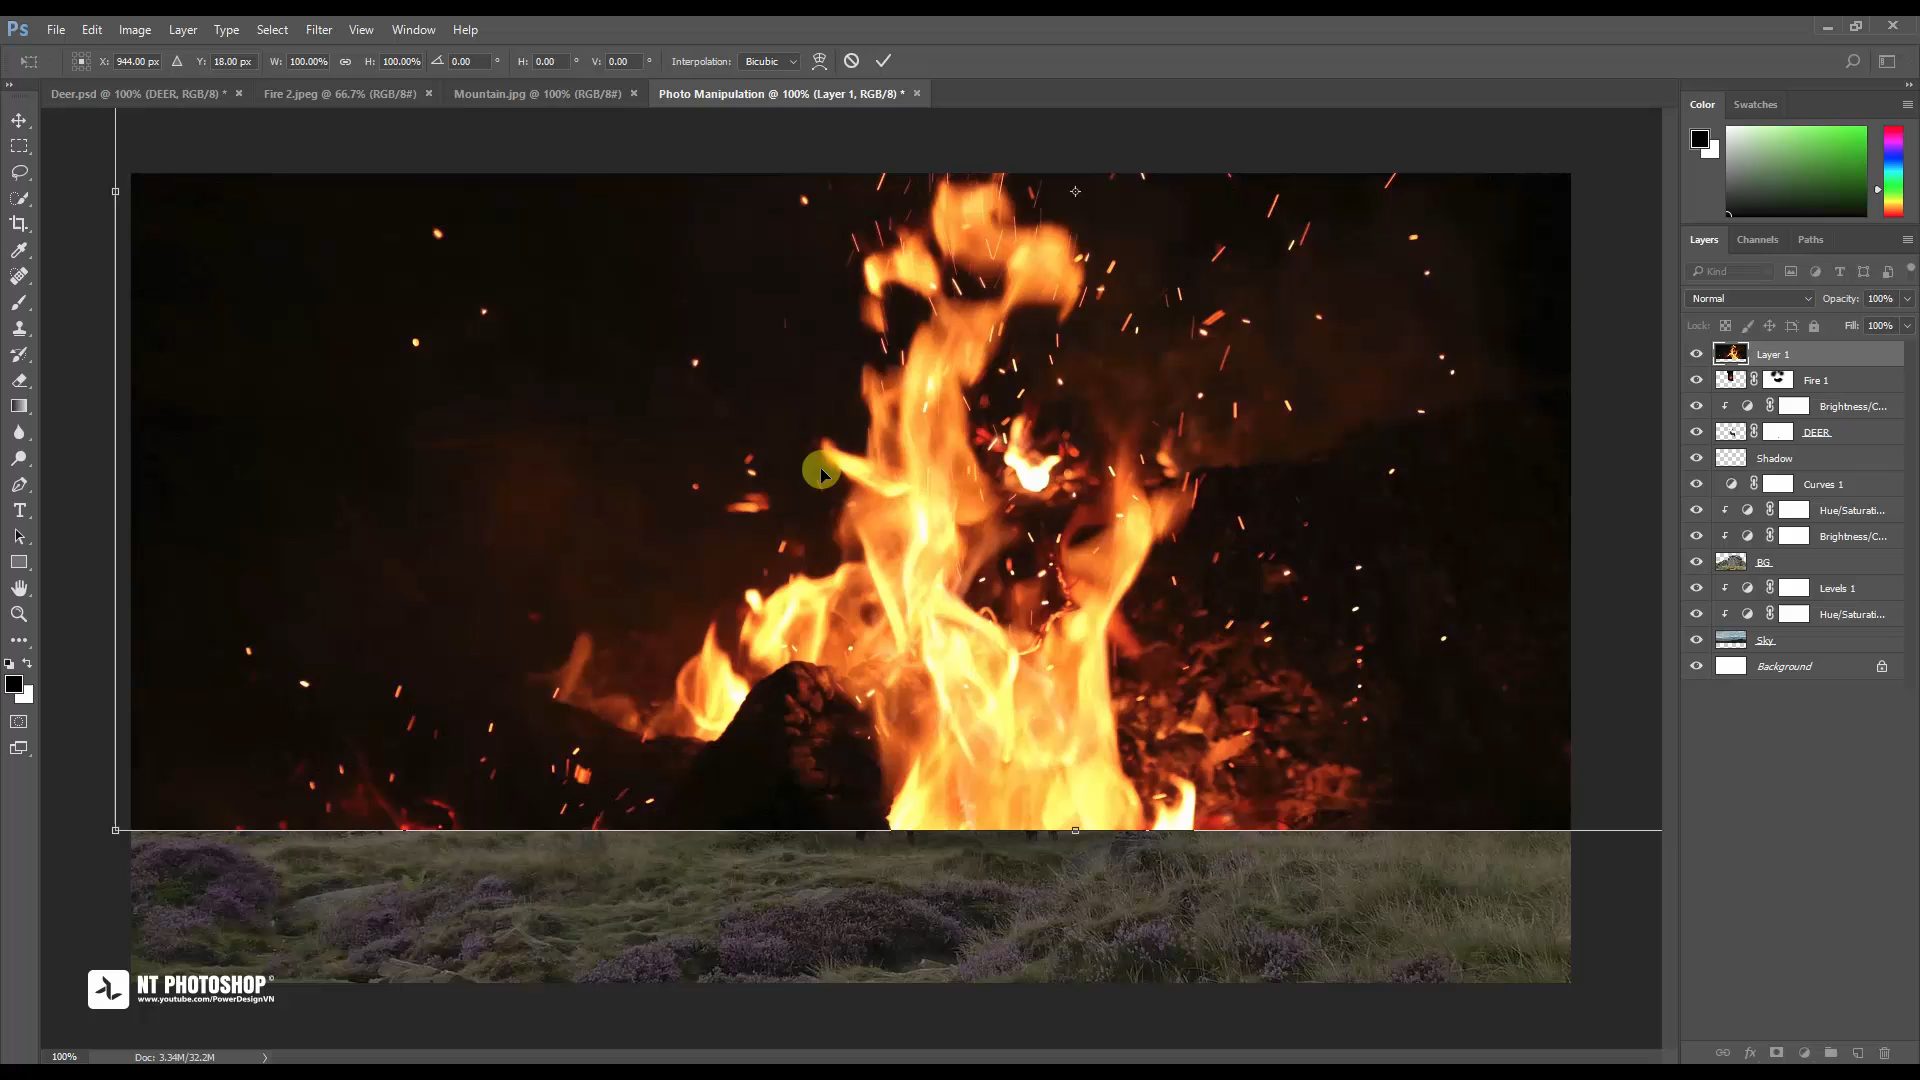 Ps File Edit Image Layer Type Select Filter 3D View Window Help
X: 944.00 px Y: 18.00 px W: 100.00% H: 100.00% 0.00 ° H: 0.00 ° V: 0.00 ° Interpolation: Bicubic
Deer.psd @ 100% (DEER, RGB/8) * × Fire 2.jpeg @ 66.7% (RGB/8#) × Mountain.jpg @ 100% (RGB/8#) × Photo Manipulation @ 100% (Layer 1, RGB/8) * ×
Color Swatches
Layers Channels Paths
Kind
Normal Opacity: 100%
Lock: Fill: 100%
Layer 1
Fire 1
Brightness/C...
DEER
Shadow
Curves 1
Hue/Saturati...
Brightness/C...
BG
Levels 1
Hue/Saturati...
Sky
Background
NT PHOTOSHOP©
www.youtube.com/PowerDesignVN
100% Doc: 3.34M/32.2M